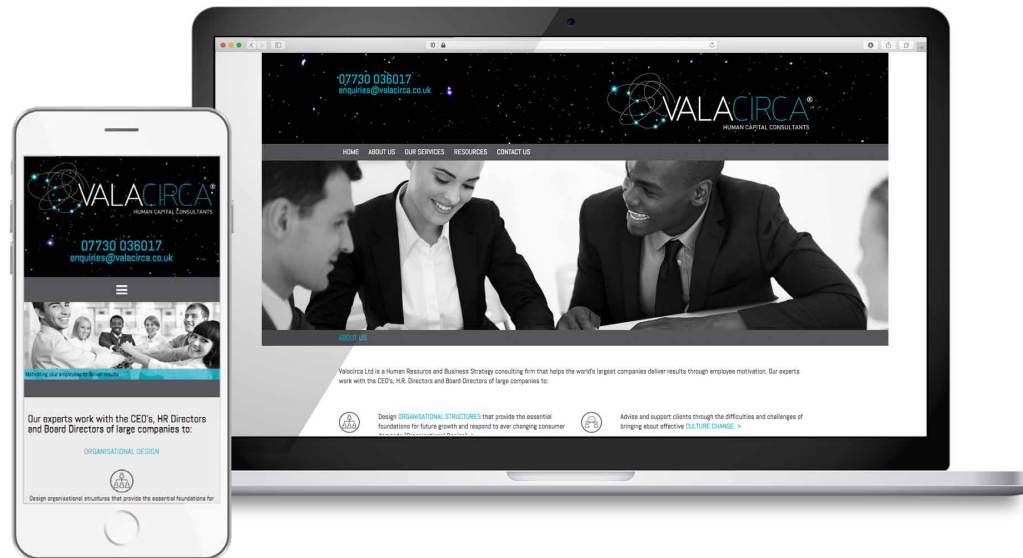 07730 036017
enquiries@valacirca.co.uk
VALACIRCA®
HUMAN CAPITAL CONSULTANTS
HOME ABOUT US OUR SERVICES RESOURCES CONTACT US
ABOUT US
Valacirca Ltd is a Human Resource and Business Strategy consulting firm that helps the world's largest companies deliver results through employee motivation. Our experts
work with the CEO's, H.R. Directors and Board Directors of large companies to:
Design ORGANISATIONAL STRUCTURES that provide the essential
foundations for future growth and respond to ever changing consumer
demands (Organisational Design). >
Advise and support clients through the difficulties and challenges of
bringing about effective CULTURE CHANGE. >
VALACIRCA®
HUMAN CAPITAL CONSULTANTS
07730 036017
enquiries@valacirca.co.uk
Motivating your employees to deliver results
Our experts work with the CEO's, HR Directors
and Board Directors of large companies to:
ORGANISATIONAL DESIGN
Design organisational structures that provide the essential foundations for